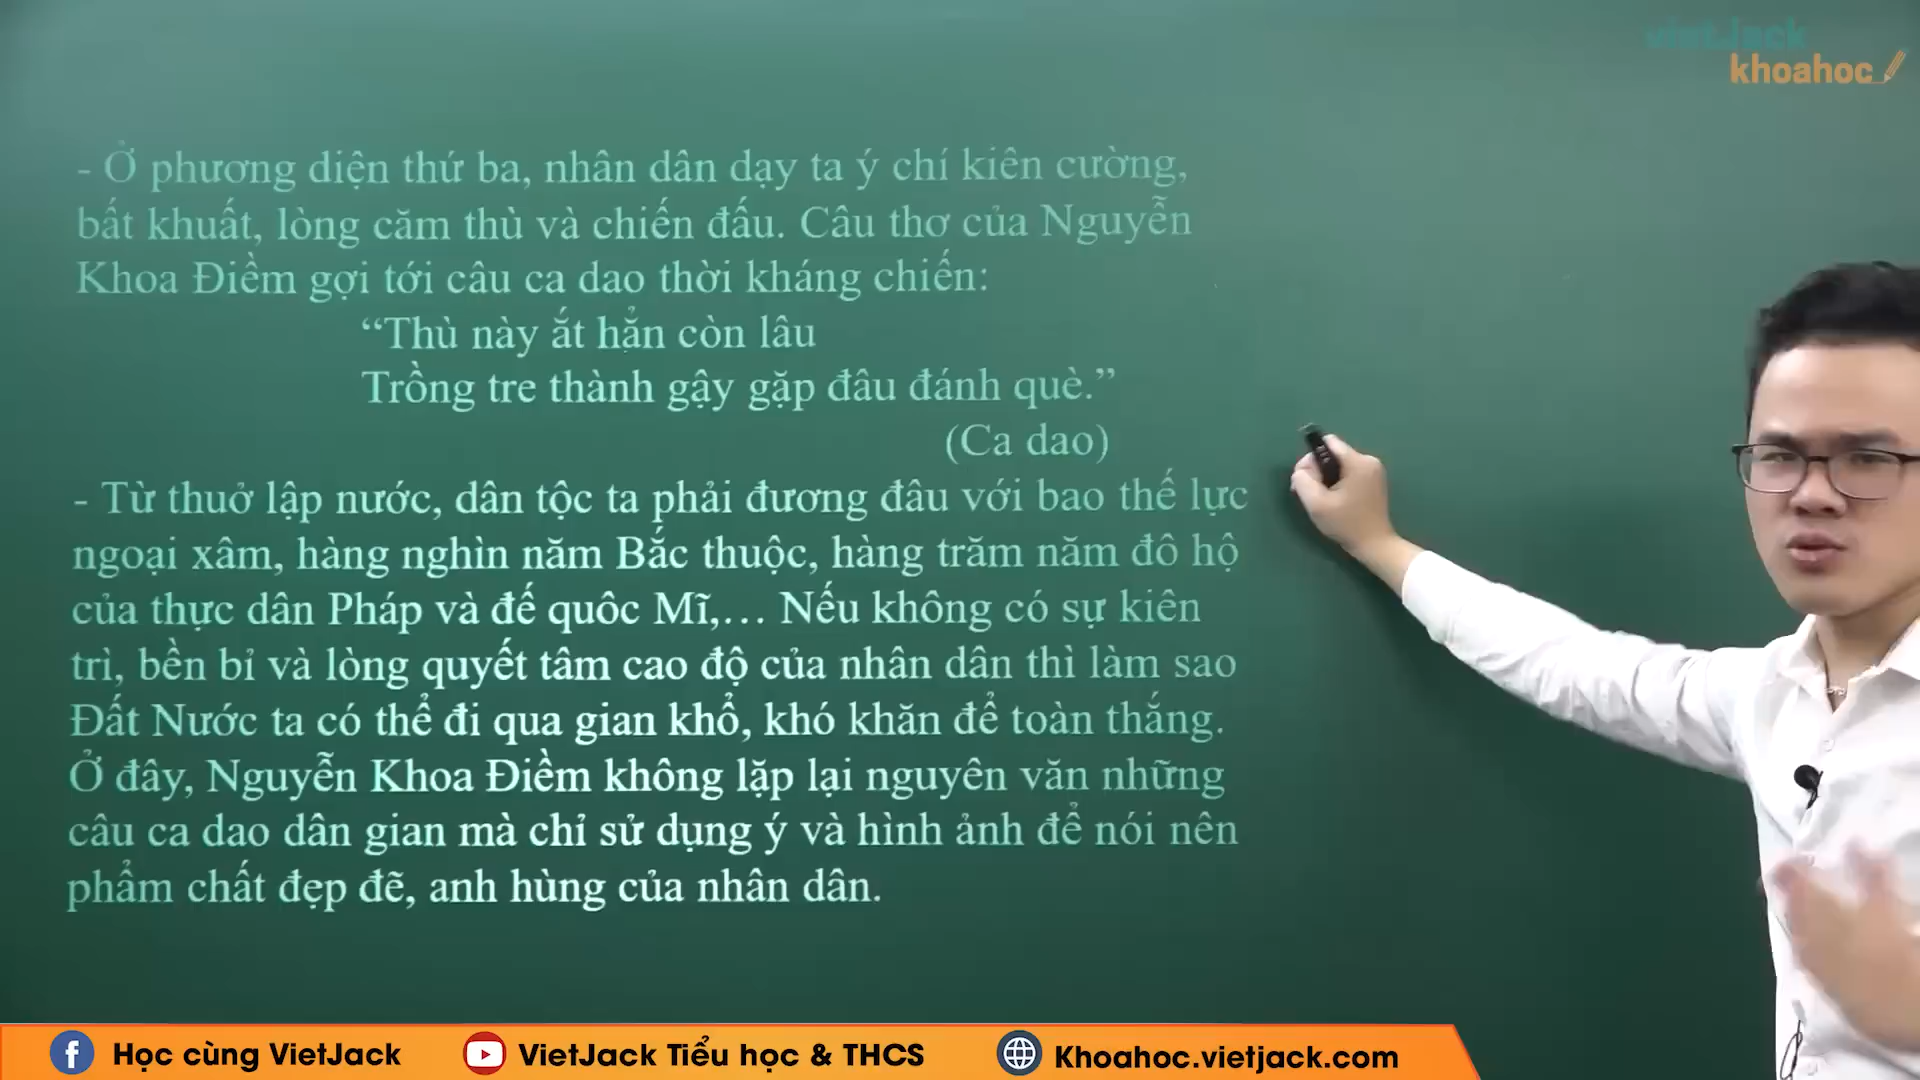 vietjack
khoahoc
- Ở phương diện thứ ba, nhân dân dạy ta ý chí kiên cường,
bất khuất, lòng căm thù và chiến đấu. Câu thơ của Nguyễn
Khoa Điềm gợi tới câu ca dao thời kháng chiến:
“Thù này ắt hẳn còn lâu
Trồng tre thành gậy gặp đâu đánh què.”
(Ca dao)
- Từ thuở lập nước, dân tộc ta phải đương đâu với bao thế lực
ngoại xâm, hàng nghìn năm Bắc thuộc, hàng trăm năm đô hộ
của thực dân Pháp và đế quôc Mĩ,… Nếu không có sự kiên
trì, bền bỉ và lòng quyết tâm cao độ của nhân dân thì làm sao
Đất Nước ta có thể đi qua gian khổ, khó khăn để toàn thắng.
Ở đây, Nguyễn Khoa Điềm không lặp lại nguyên văn những
câu ca dao dân gian mà chỉ sử dụng ý và hình ảnh để nói nên
phẩm chất đẹp đẽ, anh hùng của nhân dân.
Học cùng VietJack
VietJack Tiểu học & THCS
Khoahoc.vietjack.com